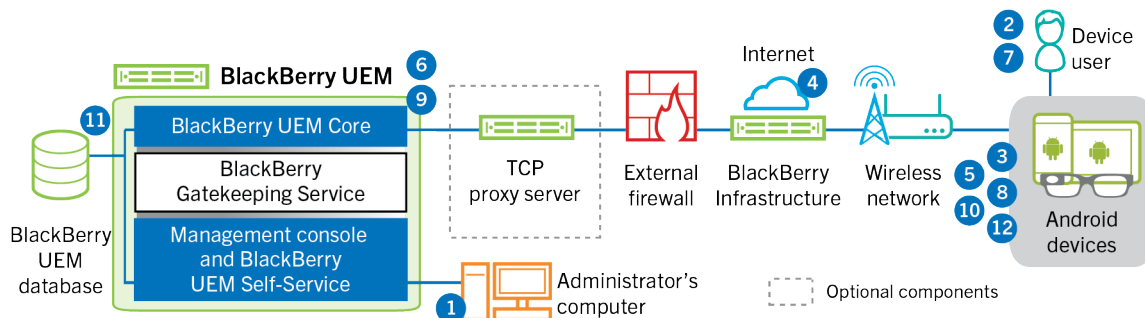 BlackBerry UEM
6
9
11
BlackBerry UEM Core
BlackBerry
Gatekeeping Service
Management console
and BlackBerry
UEM Self-Service
BlackBerry
UEM
database
1
Administrator's
computer
TCP
proxy server
External
firewall
Internet
4
BlackBerry
Infrastructure
Wireless
network
2
7
Device
user
3
5
8
10
12
Android
devices
Optional components